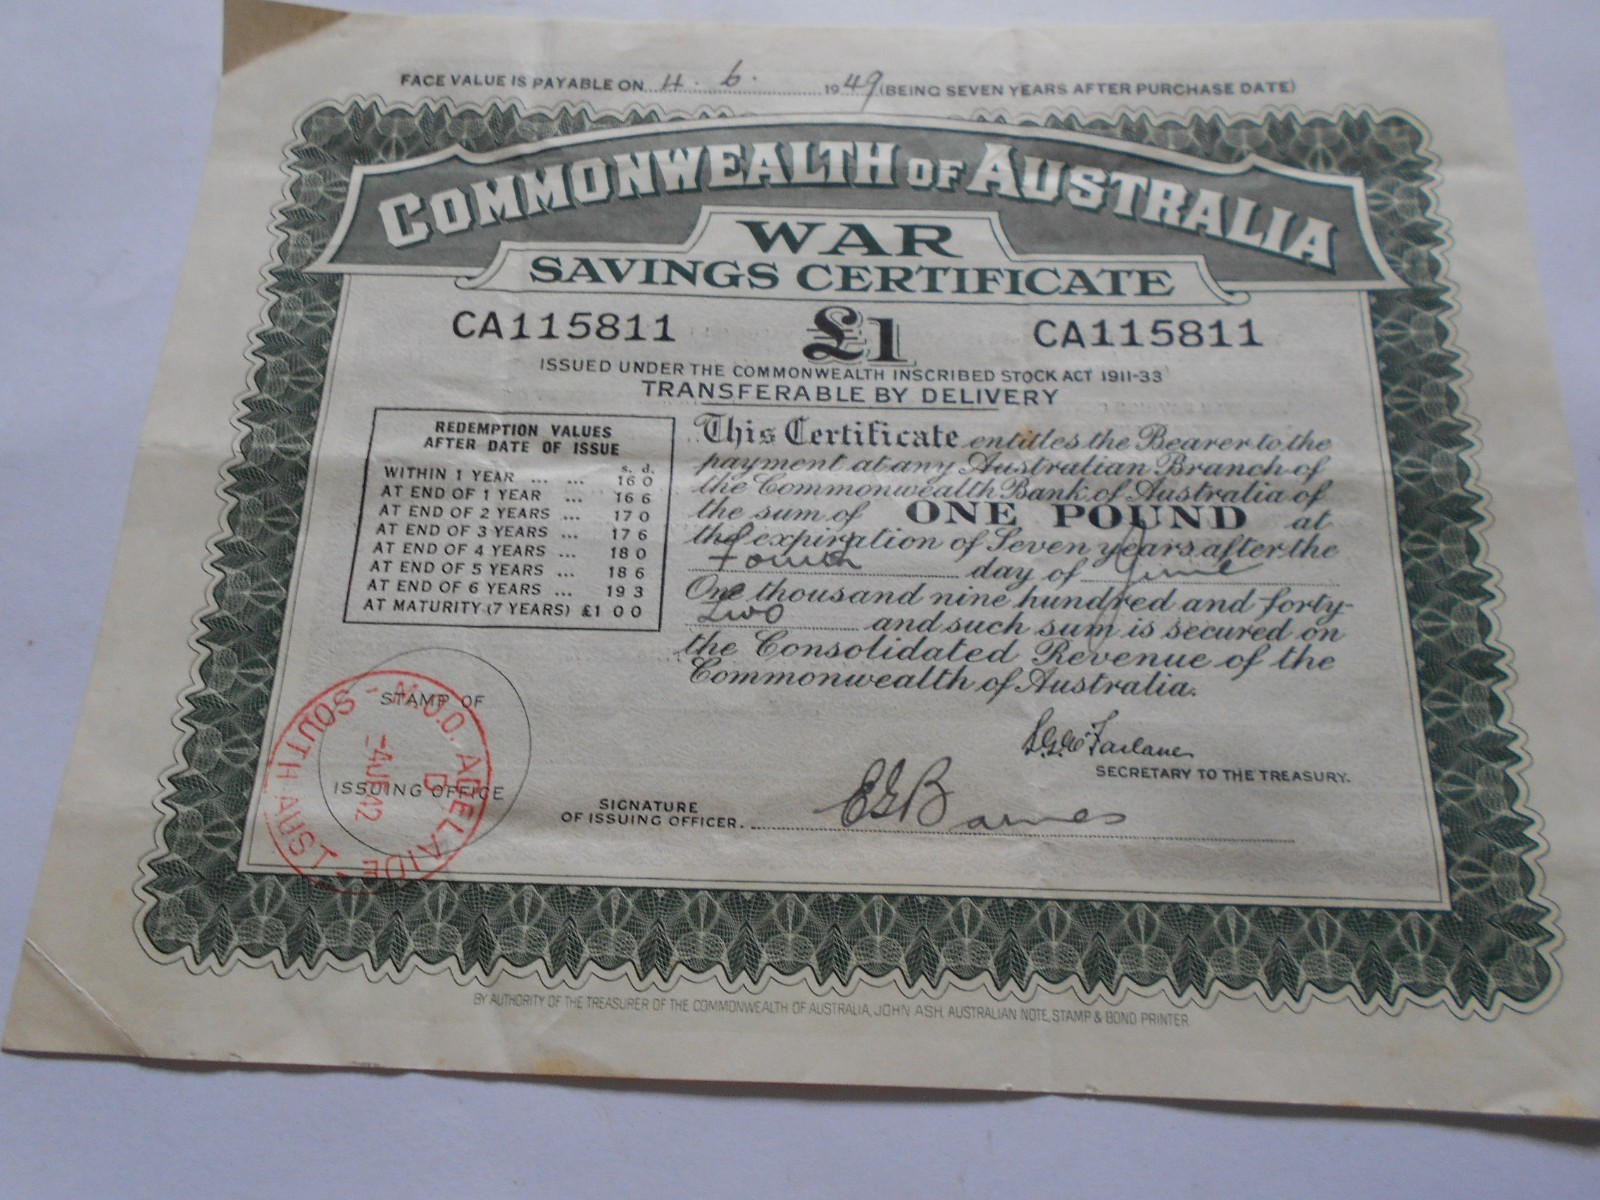 FACE VALUE IS PAYABLE ON 4. 6. 1949 (BEING SEVEN YEARS AFTER PURCHASE DATE)
COMMONWEALTH OF AUSTRALIA
WAR
SAVINGS CERTIFICATE
CA115811 £1 CA115811
ISSUED UNDER THE COMMONWEALTH INSCRIBED STOCK ACT 1911-33
TRANSFERABLE BY DELIVERY
REDEMPTION VALUES
AFTER DATE OF ISSUE
s. d.
WITHIN 1 YEAR ... ... 16 0
AT END OF 1 YEAR ... 16 6
AT END OF 2 YEARS ... 17 0
AT END OF 3 YEARS ... 17 6
AT END OF 4 YEARS ... 18 0
AT END OF 5 YEARS ... 18 6
AT END OF 6 YEARS ... 19 3
AT MATURITY (7 YEARS) £1 0 0
This Certificate entitles the Bearer to the
payment at any Australian Branch of
the Commonwealth Bank of Australia of
the sum of ONE POUND at
the expiration of Seven years after the
Fourth day of June
One thousand nine hundred and forty-
Two and such sum is secured on
the Consolidated Revenue of the
Commonwealth of Australia.
STAMP OF
ISSUING OFFICE
M.O.O. ADELAIDE D
-4JE42
SOUTH AUST.
S.G. McFarlane
SECRETARY TO THE TREASURY.
SIGNATURE
OF ISSUING OFFICER. E G Barnes
BY AUTHORITY OF THE TREASURER OF THE COMMONWEALTH OF AUSTRALIA, JOHN ASH, AUSTRALIAN NOTE, STAMP & BOND PRINTER